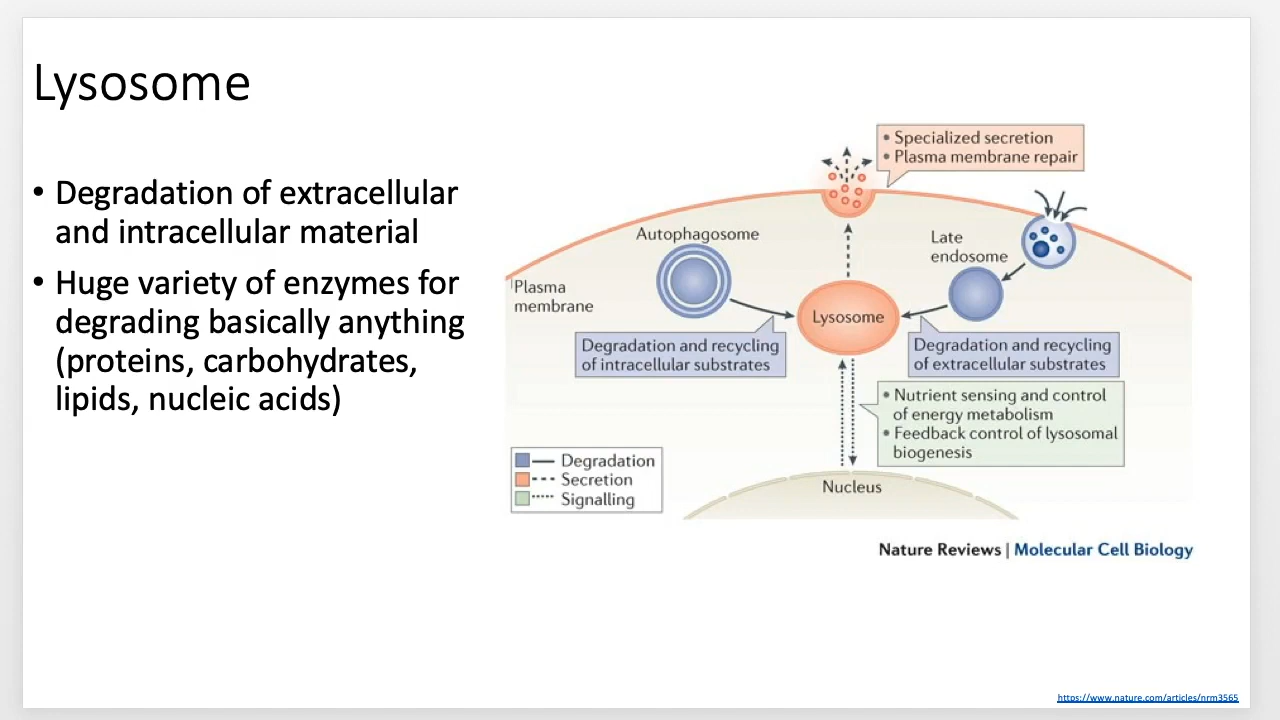 Lysosome
• Degradation of extracellular
and intracellular material
• Huge variety of enzymes for
degrading basically anything
(proteins, carbohydrates,
lipids, nucleic acids)
• Specialized secretion
• Plasma membrane repair
Autophagosome
Late
endosome
Plasma
membrane
Lysosome
Degradation and recycling
of intracellular substrates
Degradation and recycling
of extracellular substrates
• Nutrient sensing and control
of energy metabolism
• Feedback control of lysosomal
biogenesis
Degradation
Secretion
Signalling
Nucleus
Nature Reviews | Molecular Cell Biology
https://www.nature.com/articles/nrm3565